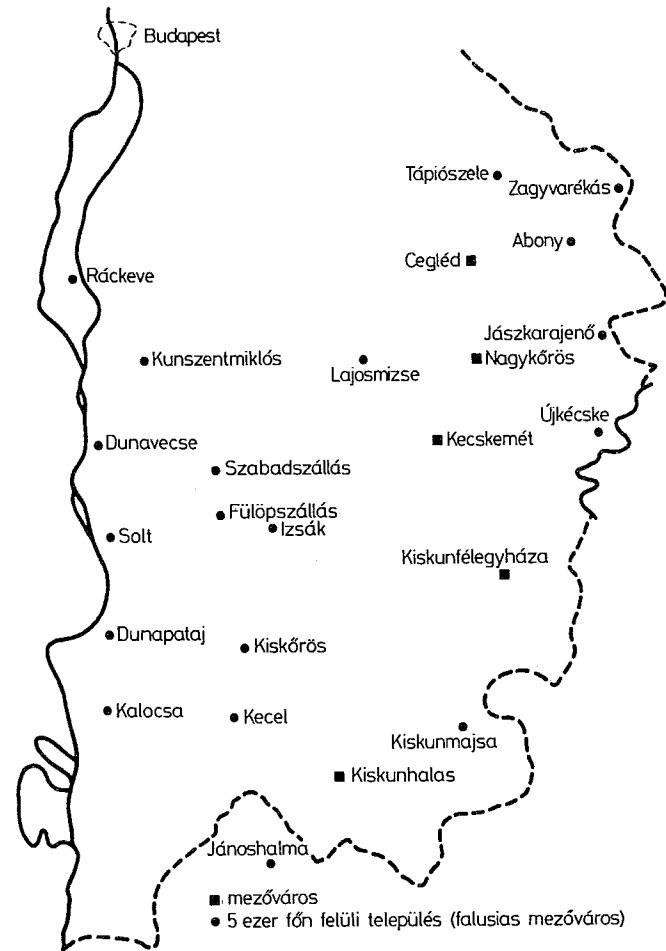 Budapest
Tápiószele
Zagyvarékás
Abony
Cegléd
Ráckeve
Jászkarajenő
Kunszentmiklós
Lajosmizse
Nagykőrös
Újkécske
Dunavecse
Kecskemét
Szabadszállás
Fülöpszállás
Izsák
Solt
Kiskunfélegyháza
Dunapataj
Kiskőrös
Kalocsa
Kecel
Kiskunmajsa
Kiskunhalas
Jánoshalma
mezőváros
5 ezer főn felüli település (falusias mezőváros)